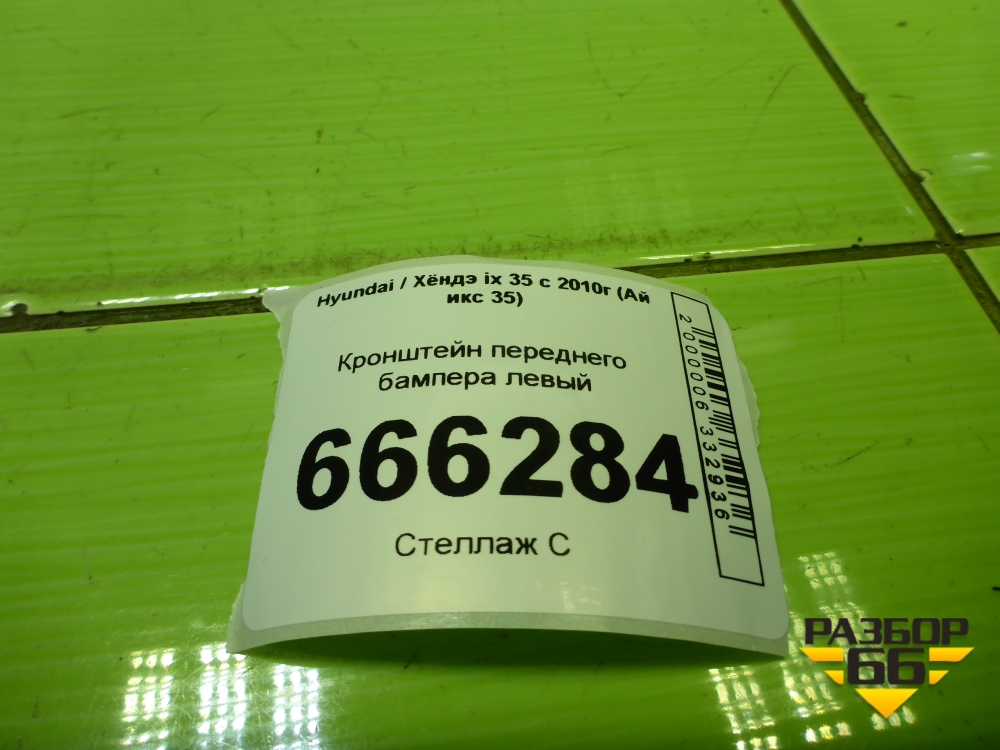 Hyundai / Хёндэ ix 35 с 2010г (Ай
икс 35)
Кронштейн переднего
бампера левый
666284
Стеллаж С
2000006332936
РАЗБОР
66